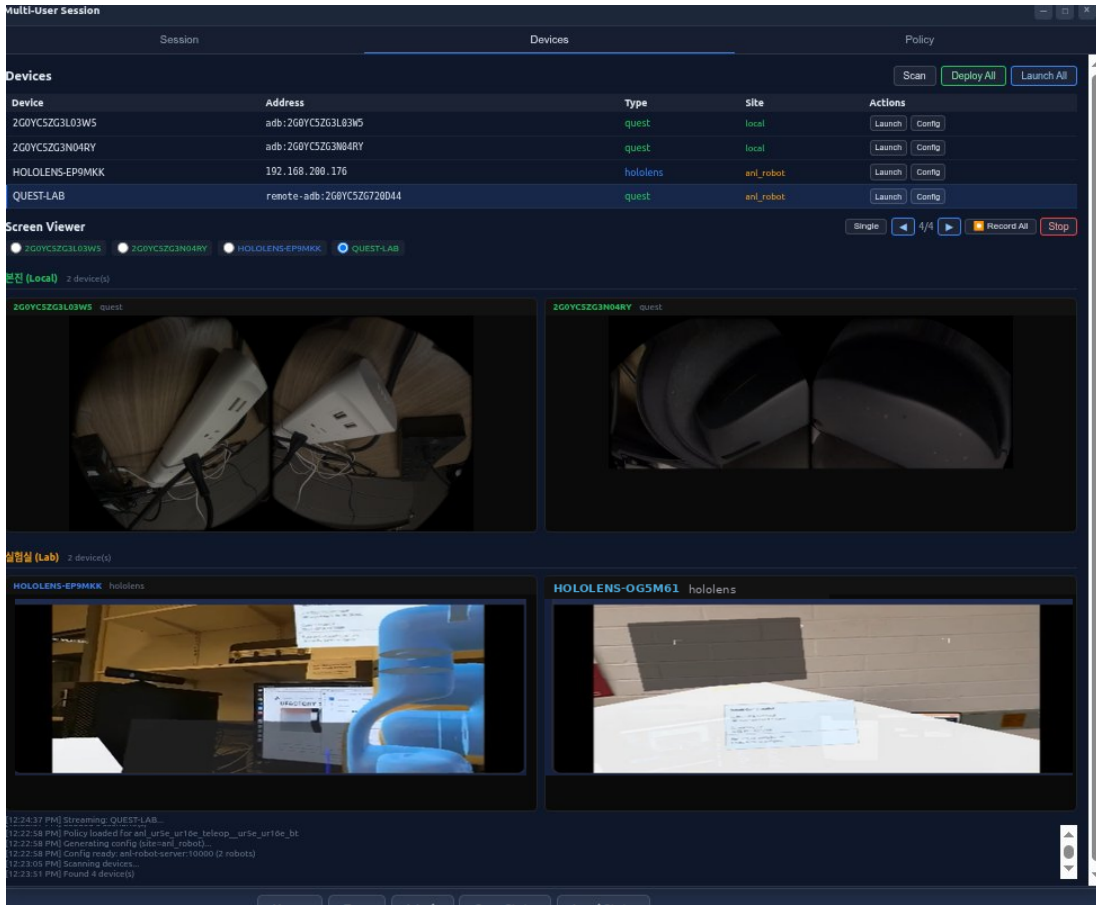 Multi-User Session
Session Devices Policy
Devices Scan Deploy All Launch All
Device Address Type Site Actions
2G0YC5ZG3L03W5 adb:2G0YC5ZG3L03W5 quest local Launch Config
2G0YC5ZG3N04RY adb:2G0YC5ZG3N04RY quest local Launch Config
HOLOLENS-EP9MKK 192.168.200.176 hololens anl_robot Launch Config
QUEST-LAB remote-adb:2G0YC5ZG720D44 quest anl_robot Launch Config
Screen Viewer Single ◀ 4/4 ▶ Record All Stop
2G0YC5ZG3L03W5 2G0YC5ZG3N04RY HOLOLENS-EP9MKK QUEST-LAB
본진 (Local) 2 device(s)
2G0YC5ZG3L03W5 quest
2G0YC5ZG3N04RY quest
실험실 (Lab) 2 device(s)
HOLOLENS-EP9MKK hololens
HOLOLENS-OG5M61 hololens
[12:24:37 PM] Streaming: QUEST-LAB...
[12:22:58 PM] Policy loaded for anl_ur5e_ur10e_teleop__ur5e_ur10e_bt
[12:22:58 PM] Generating config (site=anl_robot)...
[12:22:58 PM] Config ready: anl-robot-server:10000 (2 robots)
[12:23:05 PM] Scanning devices...
[12:23:51 PM] Found 4 device(s)